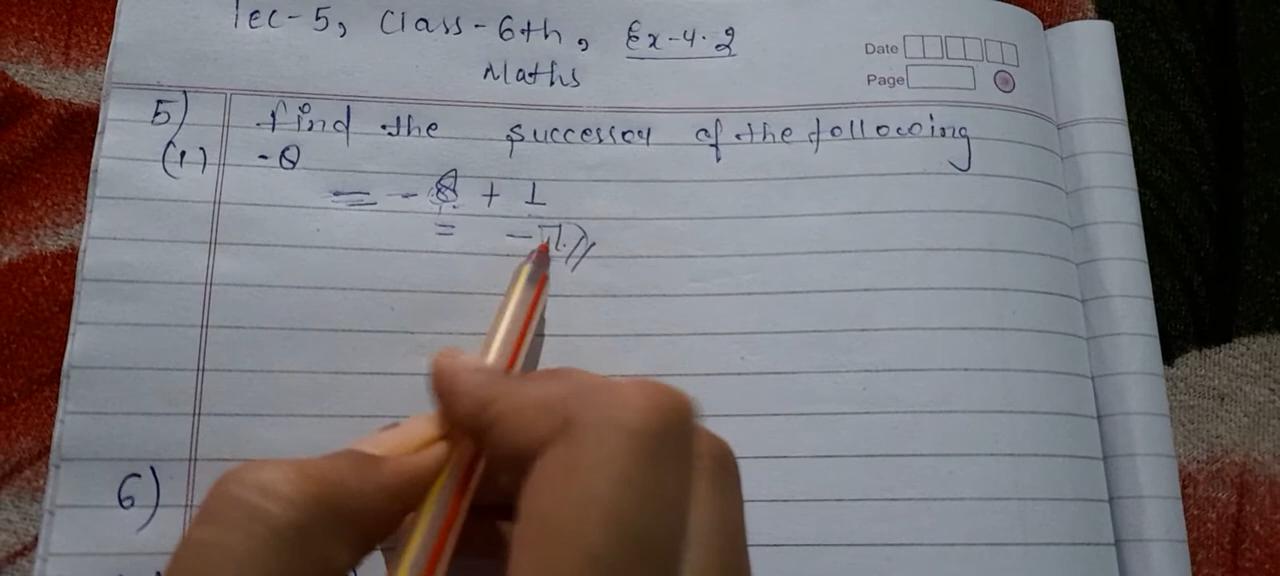 lec-5, Class-6th, Ex-4.2
Maths
Date
Page
5) find the successor of the following
(1) -8
= -8 + 1
= -7.//
6)